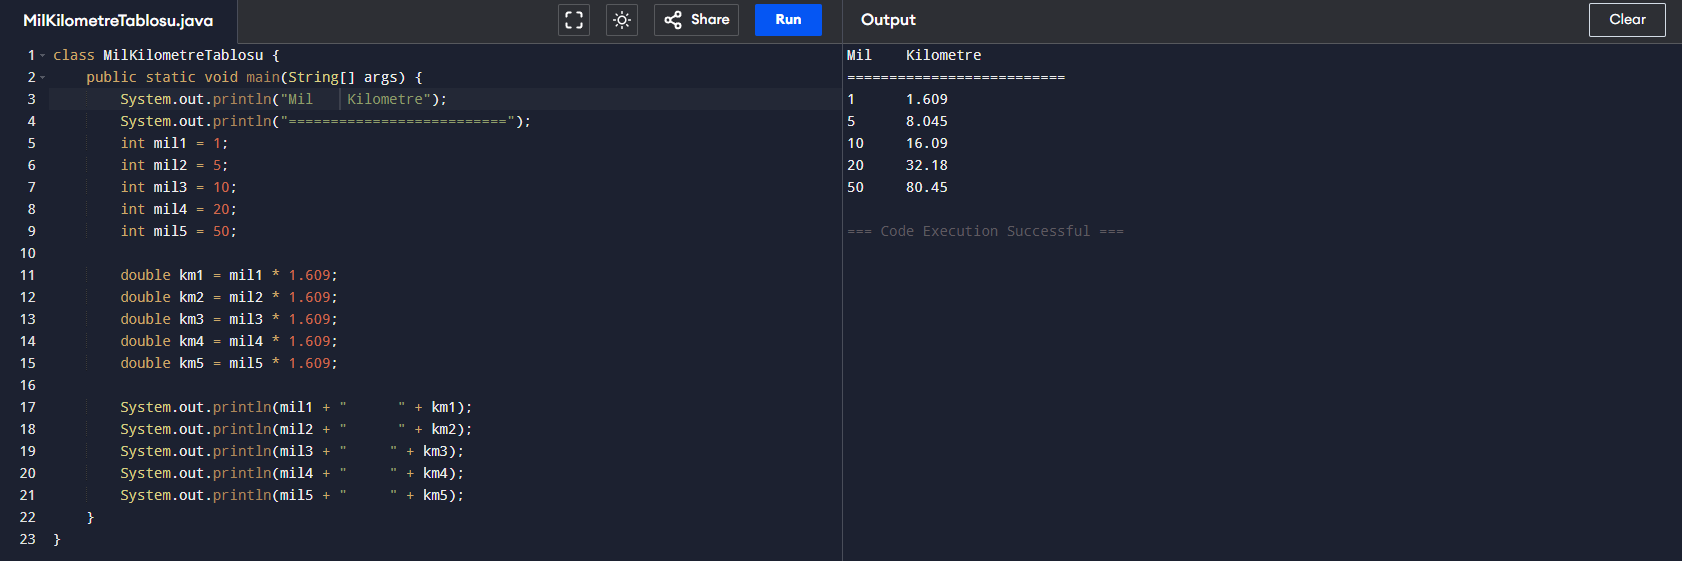 MilKilometreTablosu.java
Share
Run
Output
Clear
1 class MilKilometreTablosu {
2     public static void main(String[] args) {
3         System.out.println("Mil    Kilometre");
4         System.out.println("==========================");
5         int mil1 = 1;
6         int mil2 = 5;
7         int mil3 = 10;
8         int mil4 = 20;
9         int mil5 = 50;
10
11         double km1 = mil1 * 1.609;
12         double km2 = mil2 * 1.609;
13         double km3 = mil3 * 1.609;
14         double km4 = mil4 * 1.609;
15         double km5 = mil5 * 1.609;
16
17         System.out.println(mil1 + "      " + km1);
18         System.out.println(mil2 + "      " + km2);
19         System.out.println(mil3 + "     " + km3);
20         System.out.println(mil4 + "     " + km4);
21         System.out.println(mil5 + "     " + km5);
22     }
23 }
Mil    Kilometre
==========================
1      1.609
5      8.045
10     16.09
20     32.18
50     80.45
=== Code Execution Successful ===